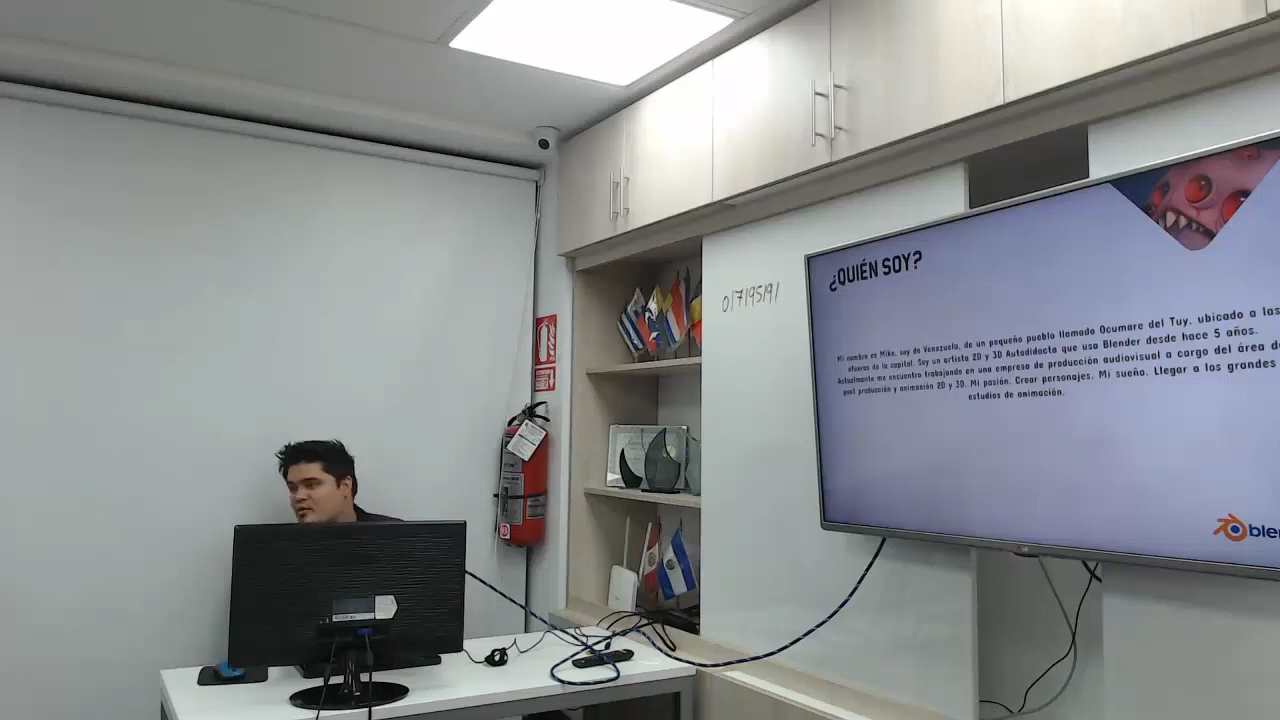 017195191
¿QUIÉN SOY?
Mi nombre es Mike, soy de Venezuela, de un pequeño pueblo llamado Ocumare del Tuy, ubicado a las
afueras de la capital. Soy un artista 2D y 3D Autodidacta que usa Blender desde hace 5 años.
Actualmente me encuentro trabajando en una empresa de producción audiovisual a cargo del área de
post producción y animación 2D y 3D. Mi pasión. Crear personajes. Mi sueño. Llegar a los grandes
estudios de animación.